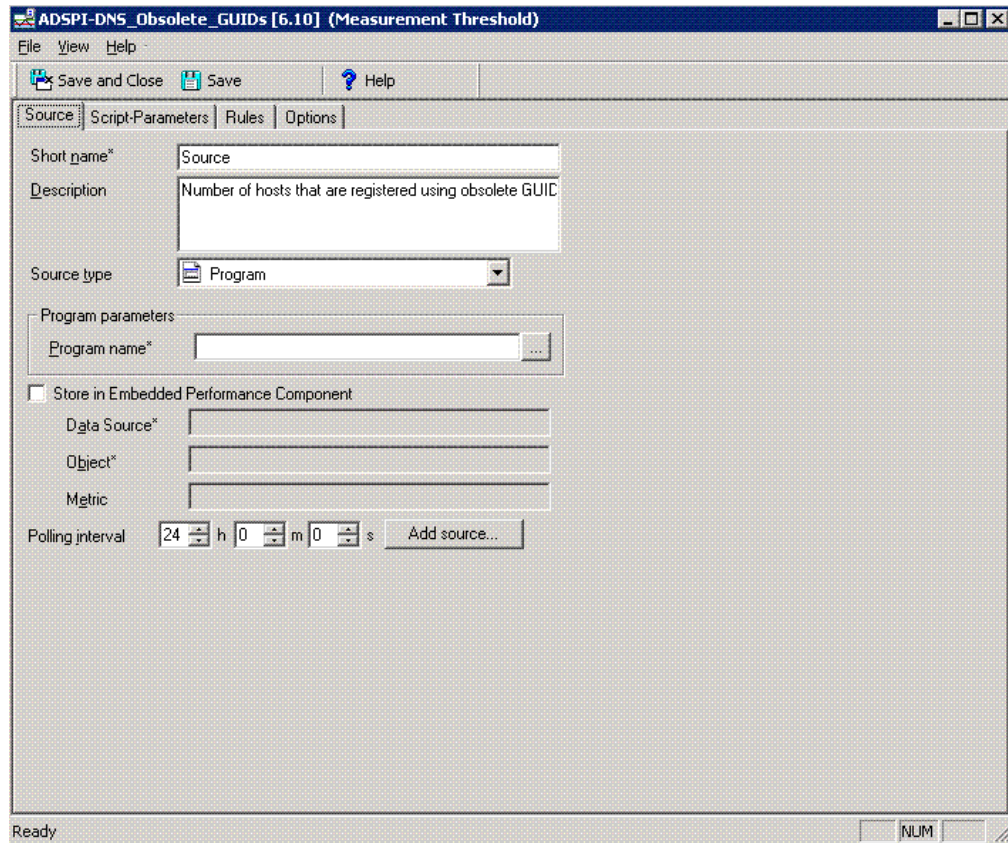 ADSPI-DNS_Obsolete_GUIDs [6.10] (Measurement Threshold)
File View Help
Save and Close Save Help
Source Script-Parameters Rules Options
Short name* Source
Description Number of hosts that are registered using obsolete GUID
Source type Program
Program parameters
Program name* ...
Store in Embedded Performance Component
Data Source*
Object*
Metric
Polling interval 24 h 0 m 0 s Add source...
Ready NUM